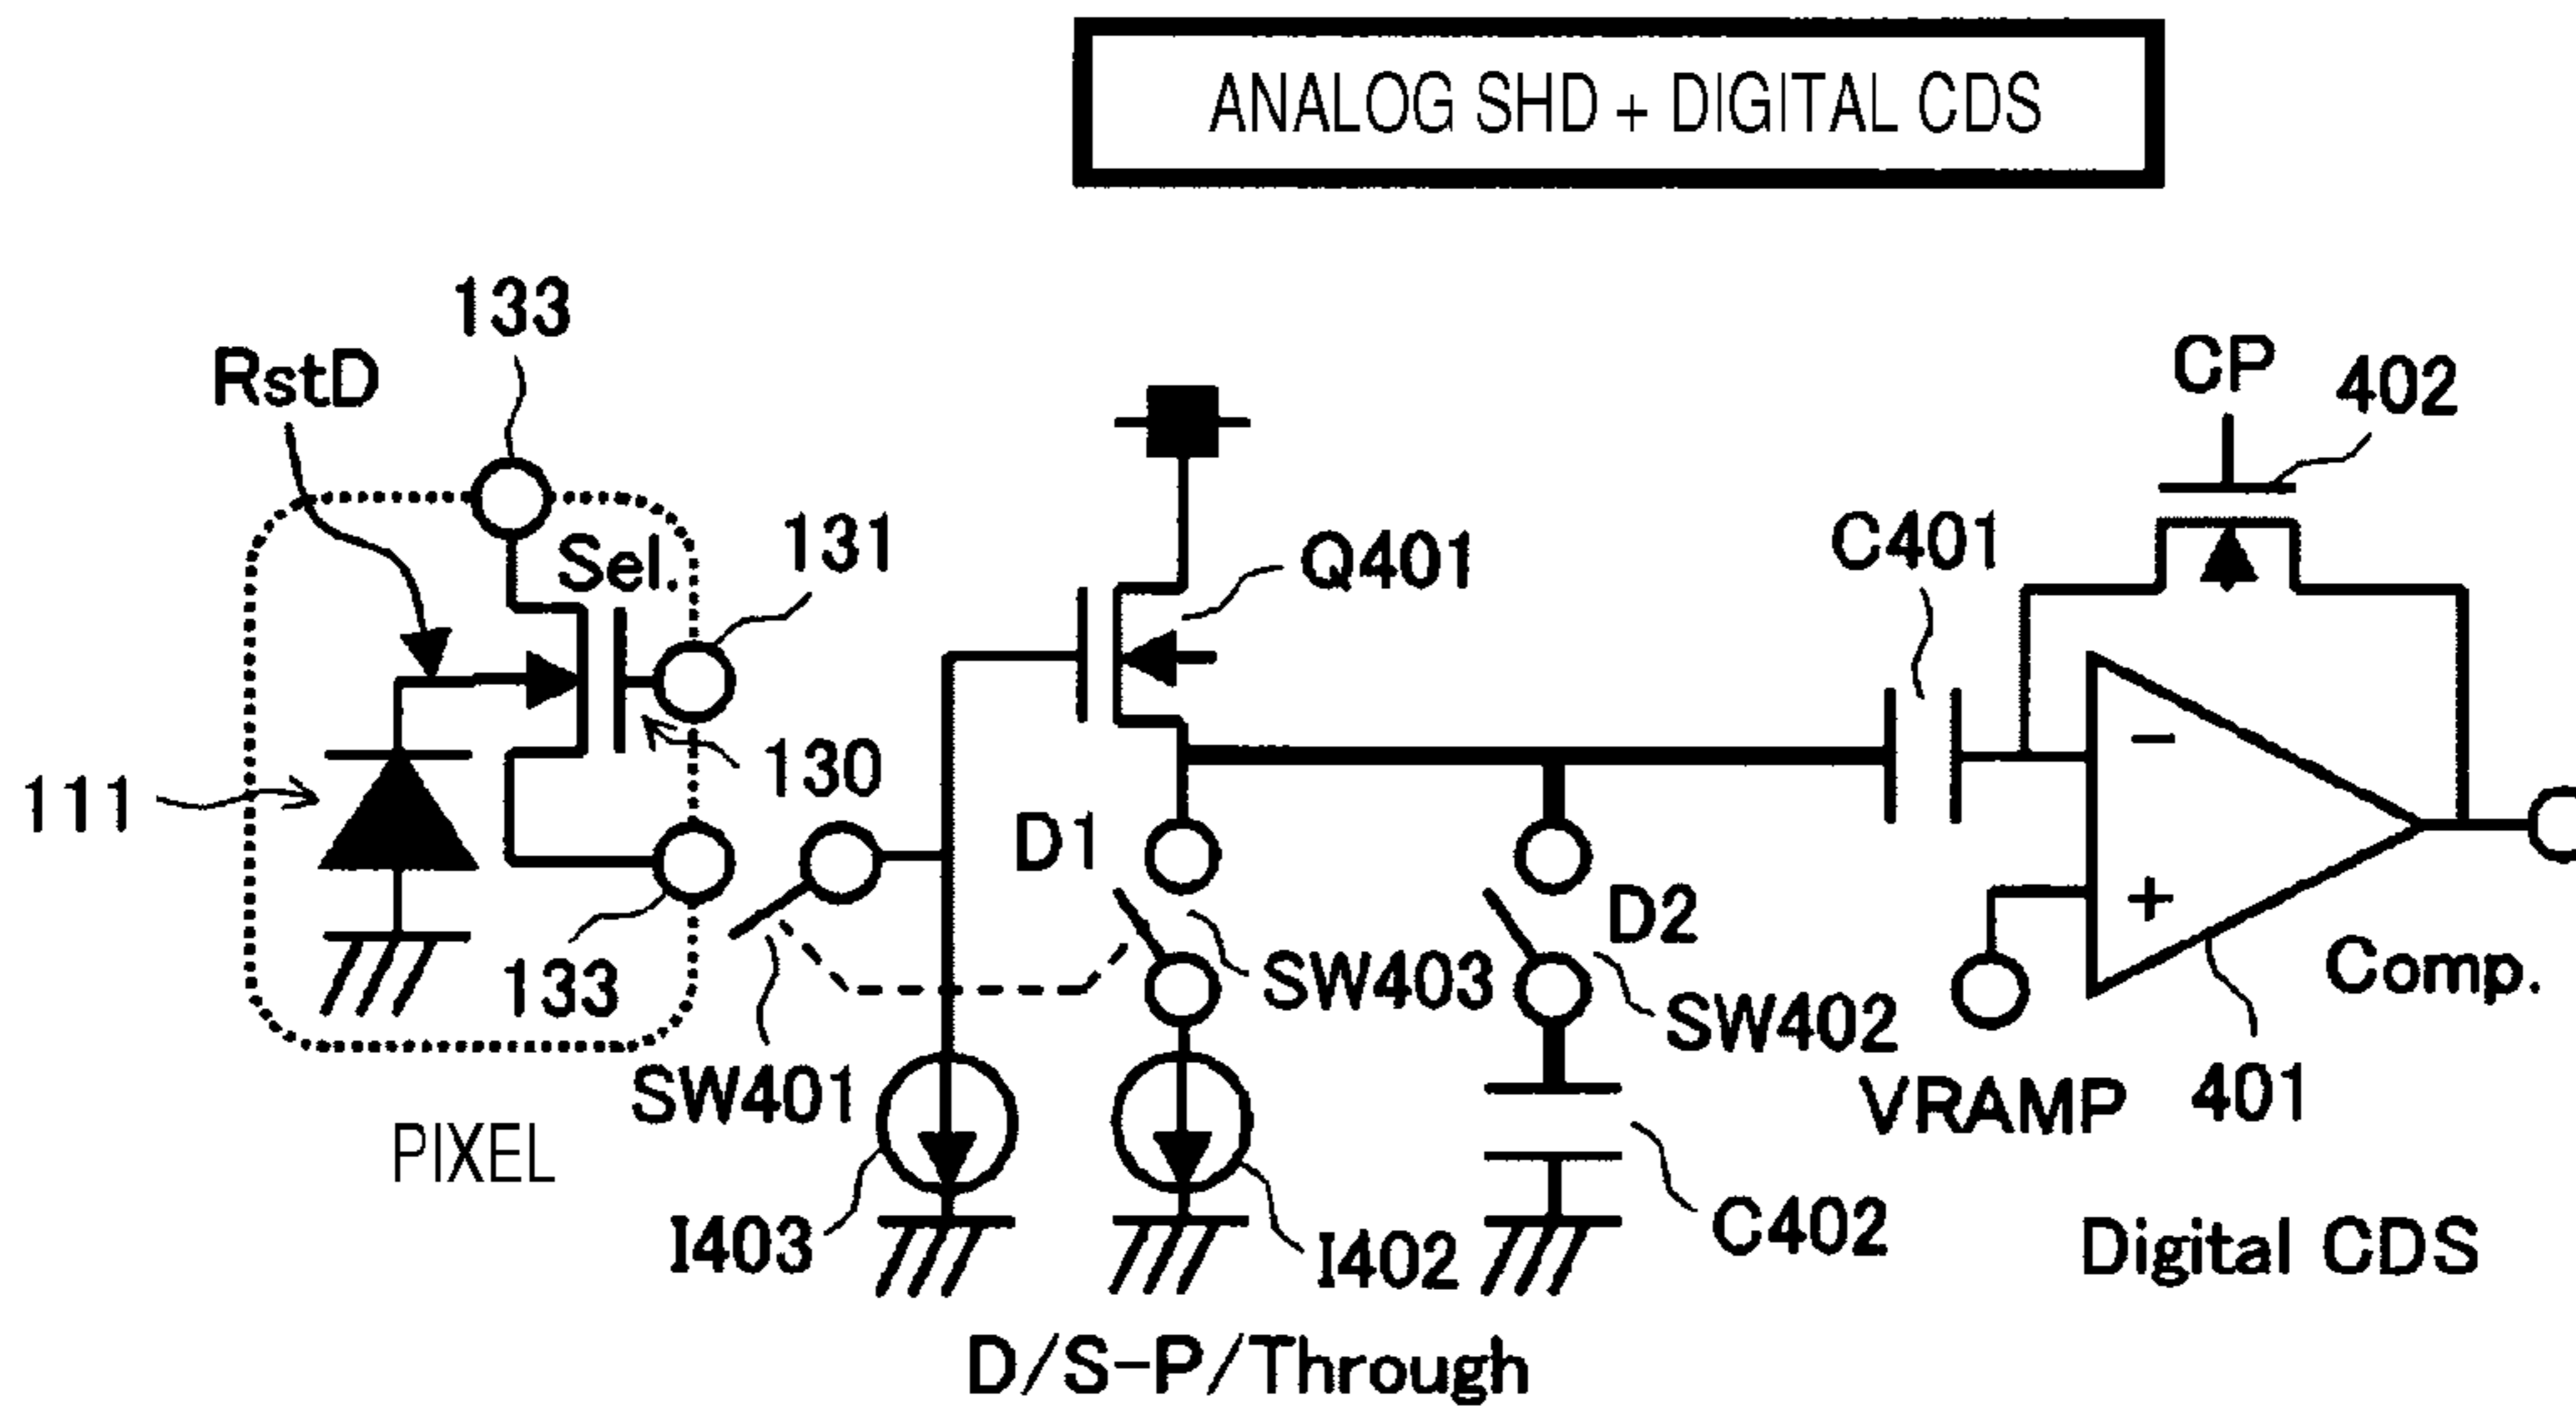 ANALOG SHD + DIGITAL CDS
133
RstD
CP
402
Sel.
131
Q401
C401
130
111
D1
-
D2
+
133
SW403
SW402
Comp.
SW401
VRAMP
401
PIXEL
I403
I402
C402
Digital CDS
D/S-P/Through